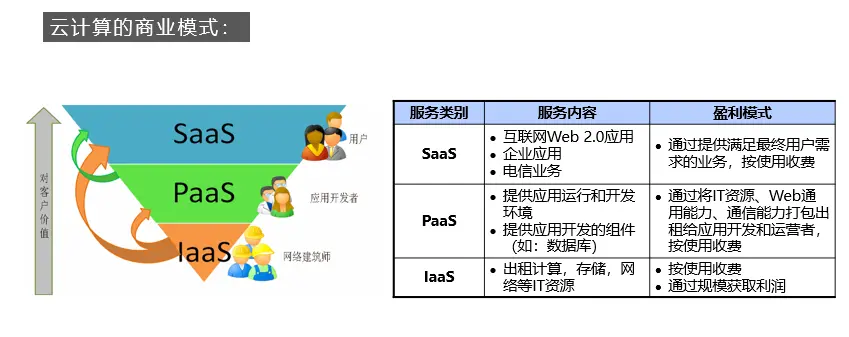 云计算的商业模式：
对客户价值
SaaS
用户
PaaS
应用开发者
IaaS
网络建筑师
服务类别 服务内容 盈利模式
SaaS
• 互联网Web 2.0应用
• 企业应用
• 电信业务
• 通过提供满足最终用户需
求的业务，按使用收费
PaaS
• 提供应用运行和开发
环境
• 提供应用开发的组件
（如：数据库）
• 通过将IT资源、Web通
用能力、通信能力打包出
租给应用开发和运营者，
按使用收费
IaaS
• 出租计算，存储，网
络等IT资源
• 按使用收费
• 通过规模获取利润